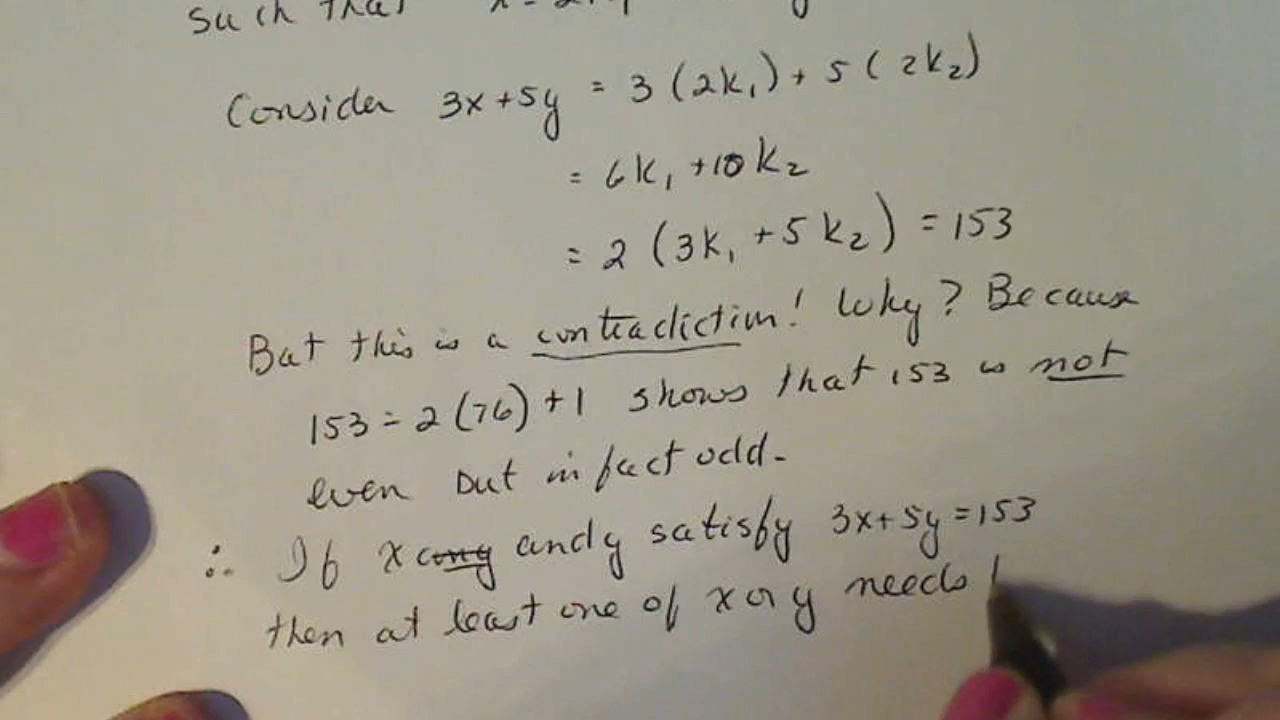 Such that x =
Consider 3x+5y = 3(2k₁) + 5(2k₂)
= 6k₁ +10k₂
= 2 (3k₁ +5k₂) = 153
But this is a contradiction! Why? Because
153 = 2(76) +1 shows that 153 is not
even but in fact odd.
∴ If x and y satisfy 3x+5y=153
then at least one of x or y needs